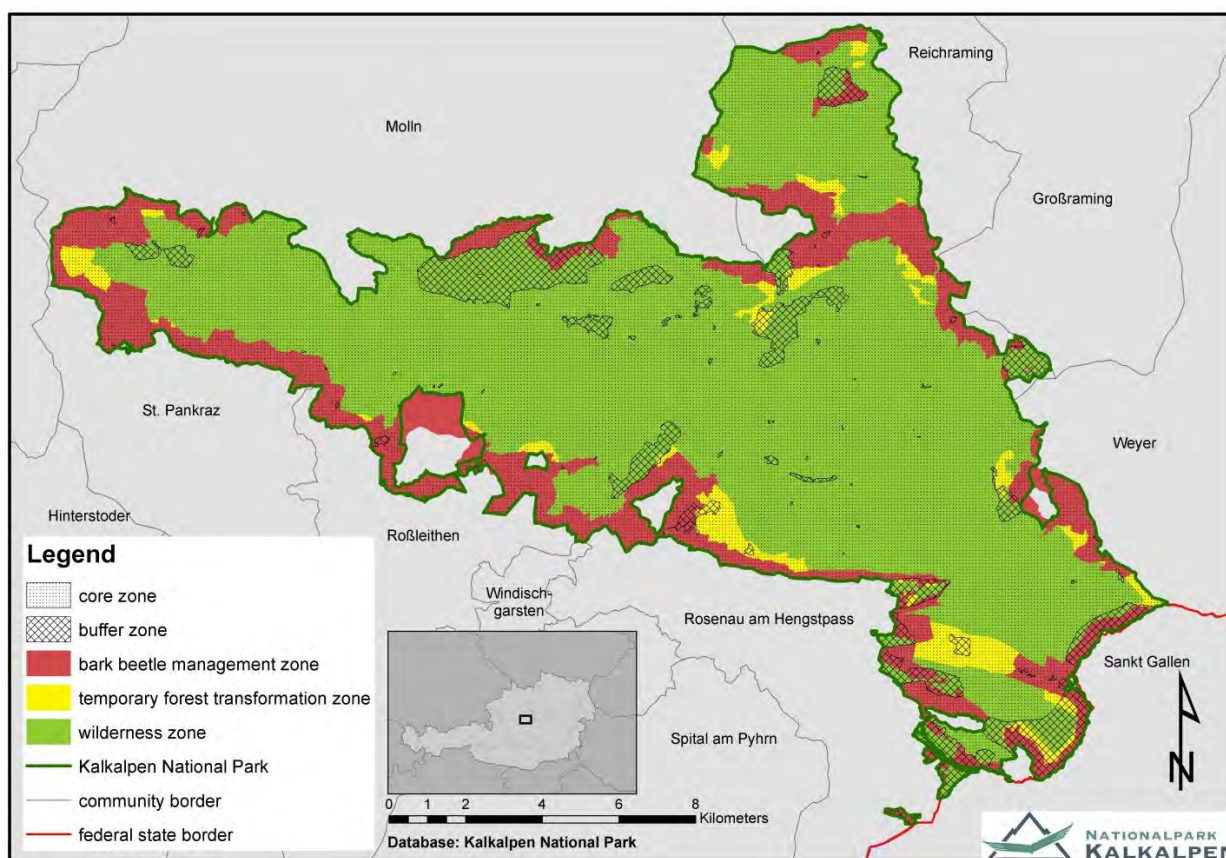 Reichraming
Molln
Großraming
St. Pankraz
Weyer
Hinterstoder
Roßleithen
Windisch-
garsten
Rosenau am Hengstpass
Sankt Gallen
Spital am Pyhrn
Legend
core zone
buffer zone
bark beetle management zone
temporary forest transformation zone
wilderness zone
Kalkalpen National Park
community border
federal state border
0 1 2 4 6 8
Kilometers
Database: Kalkalpen National Park
N
NATIONALPARK
KALKALPEN